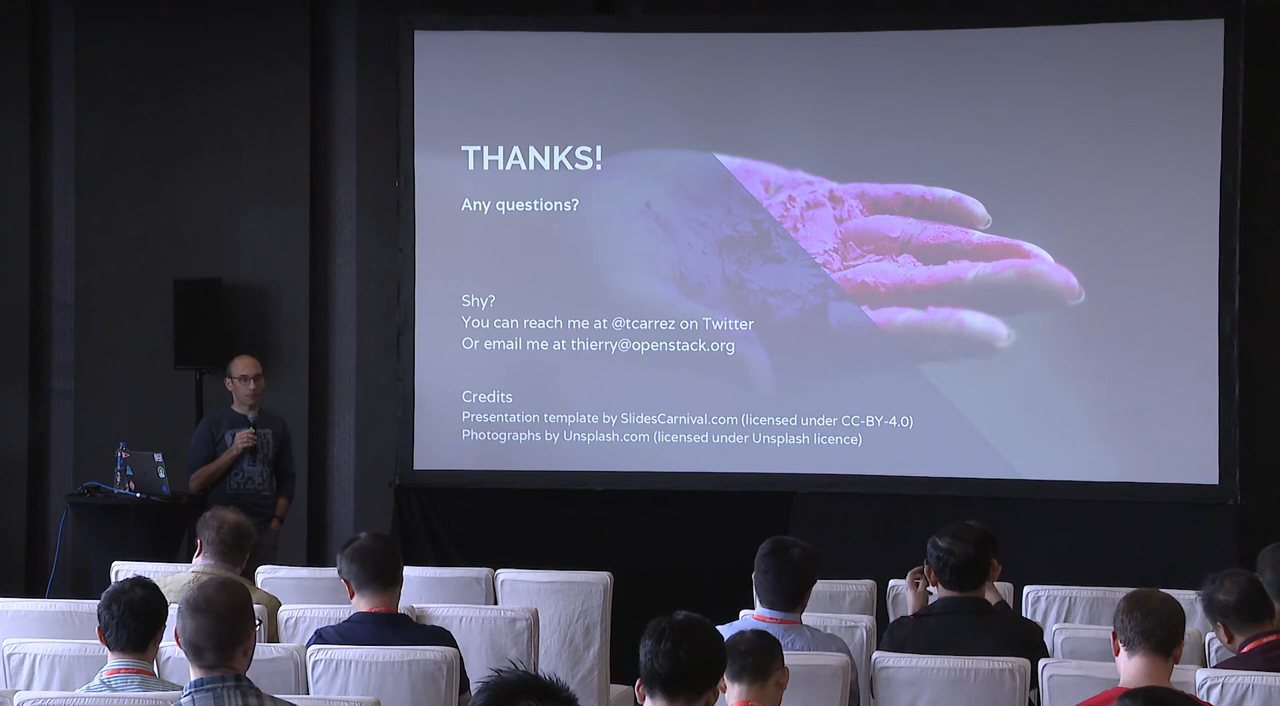 THANKS!
Any questions?
Shy?
You can reach me at @tcarrez on Twitter
Or email me at thierry@openstack.org
Credits
Presentation template by SlidesCarnival.com (licensed under CC-BY-4.0)
Photographs by Unsplash.com (licensed under Unsplash licence)